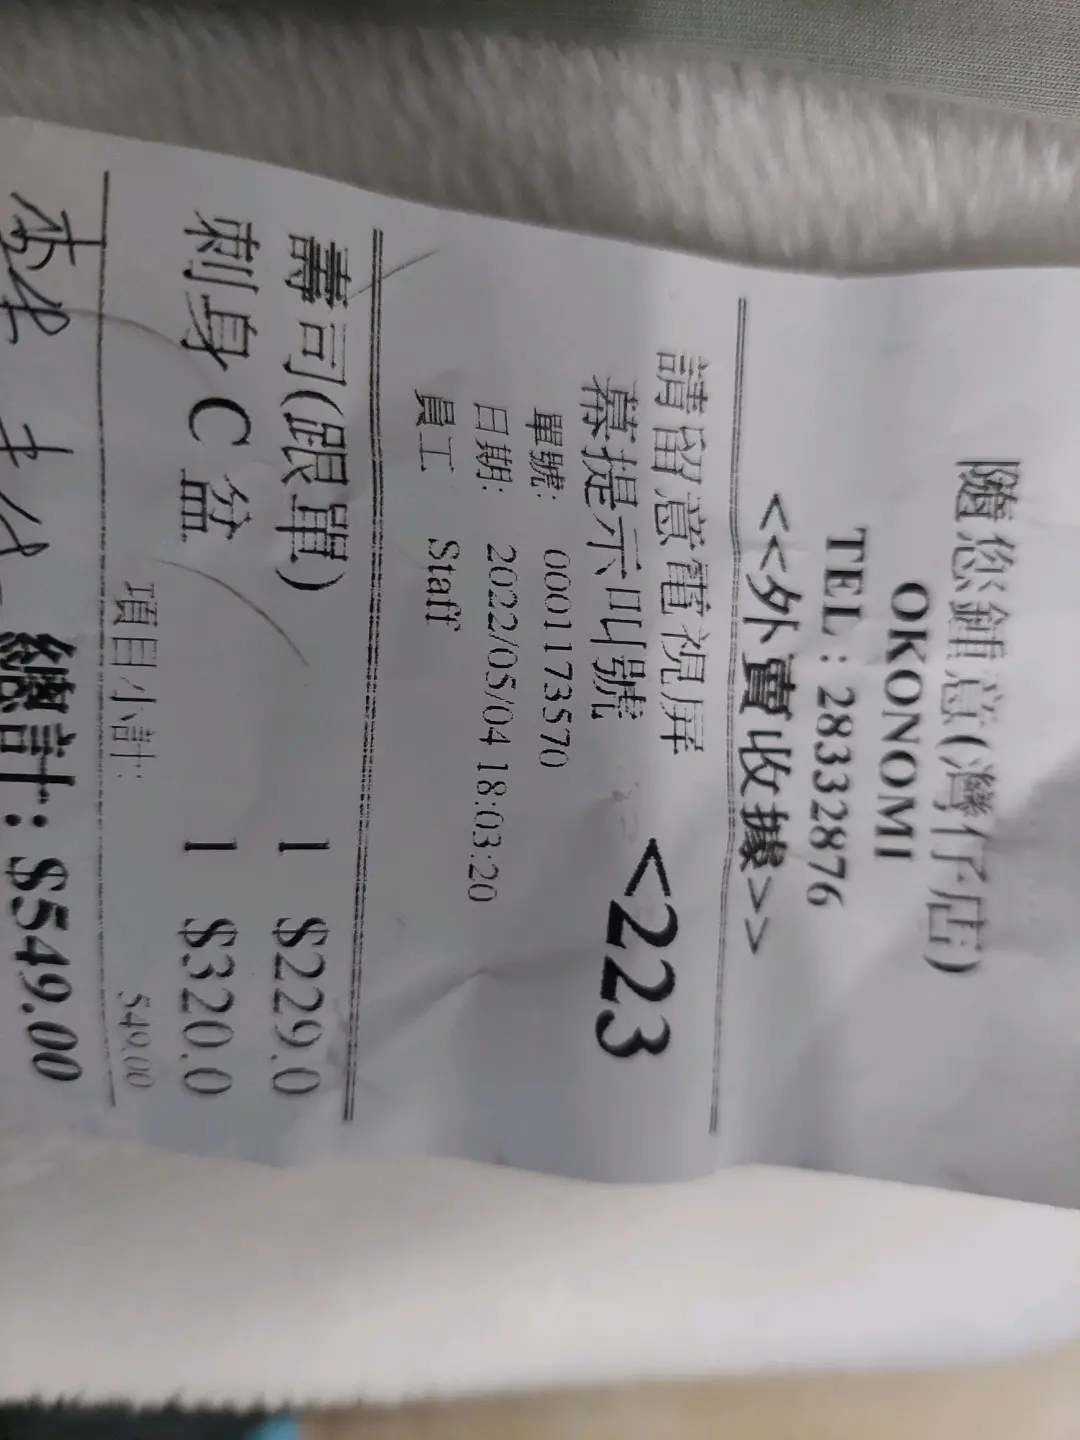 隨您鍾意(灣仔店)
OKONOMI
TEL : 28332876
<<外賣收據>>
請留意電視屏
幕提示叫號 <223
單號: 0001173570
日期: 2022/05/04 18:03:20
員工 Staff
壽司(跟單) 1 $229.0
刺身 C 盆 1 $320.0
項目小計: 549.00
總計: $549.00